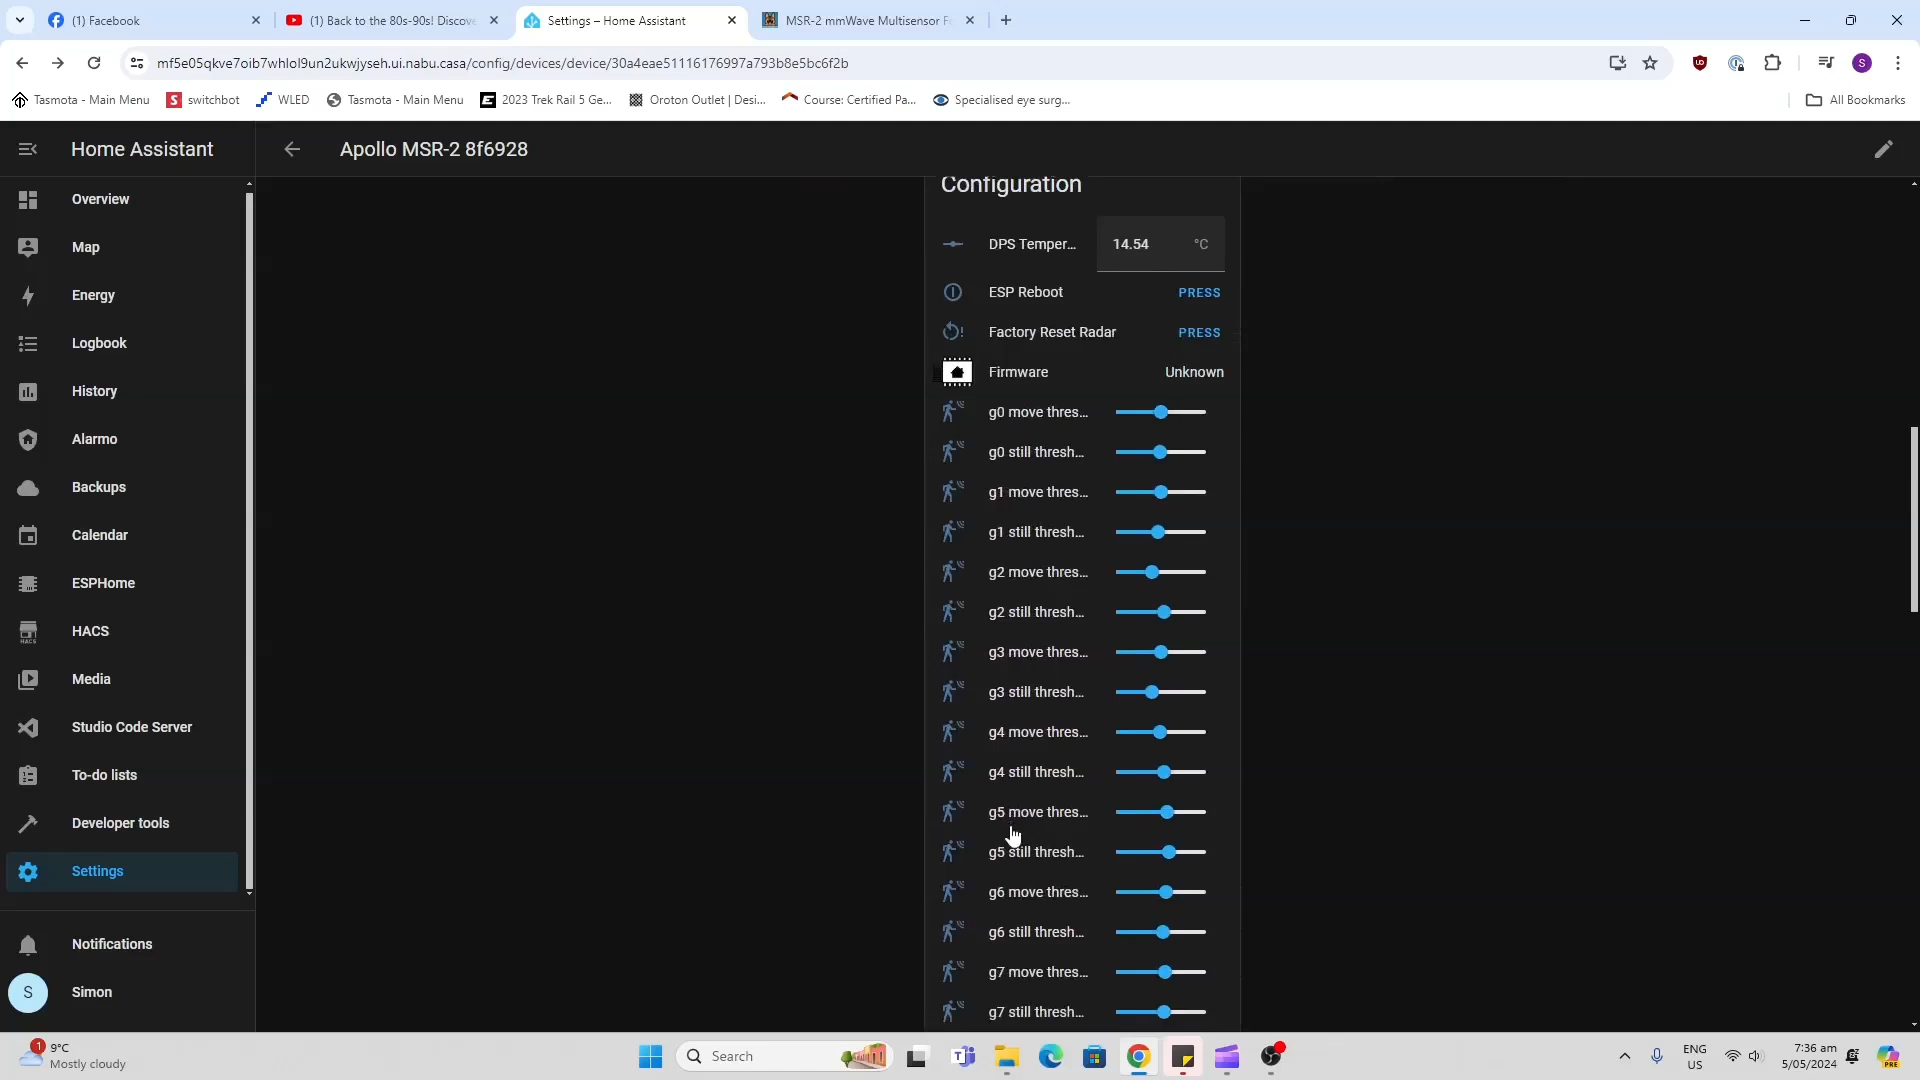 (1) Facebook
(1) Back to the 80s-90s! Discove
Settings – Home Assistant
MSR-2 mmWave Multisensor F
mf5e05qkve7oib7whlol9un2ukwjyseh.ui.nabu.casa/config/devices/device/30a4eae51116176997a793b8e5bc6f2b
S
Tasmota - Main Menu
switchbot
WLED
Tasmota - Main Menu
2023 Trek Rail 5 Ge...
Oroton Outlet | Desi...
Course: Certified Pa...
Specialised eye surg...
All Bookmarks
Home Assistant
Apollo MSR-2 8f6928
Overview
Map
Energy
Logbook
History
Alarmo
Backups
Calendar
ESPHome
HACS
HACS
Media
Studio Code Server
To-do lists
Developer tools
Settings
Notifications
S
Simon
Configuration
DPS Temper...
14.54
°C
ESP Reboot
PRESS
Factory Reset Radar
PRESS
Firmware
Unknown
g0 move thres...
g0 still thresh...
g1 move thres...
g1 still thresh...
g2 move thres...
g2 still thresh...
g3 move thres...
g3 still thresh...
g4 move thres...
g4 still thresh...
g5 move thres...
g5 still thresh...
g6 move thres...
g6 still thresh...
g7 move thres...
g7 still thresh...
1
9°C
Mostly cloudy
Search
ENG
US
7:36 am
5/05/2024
PRE